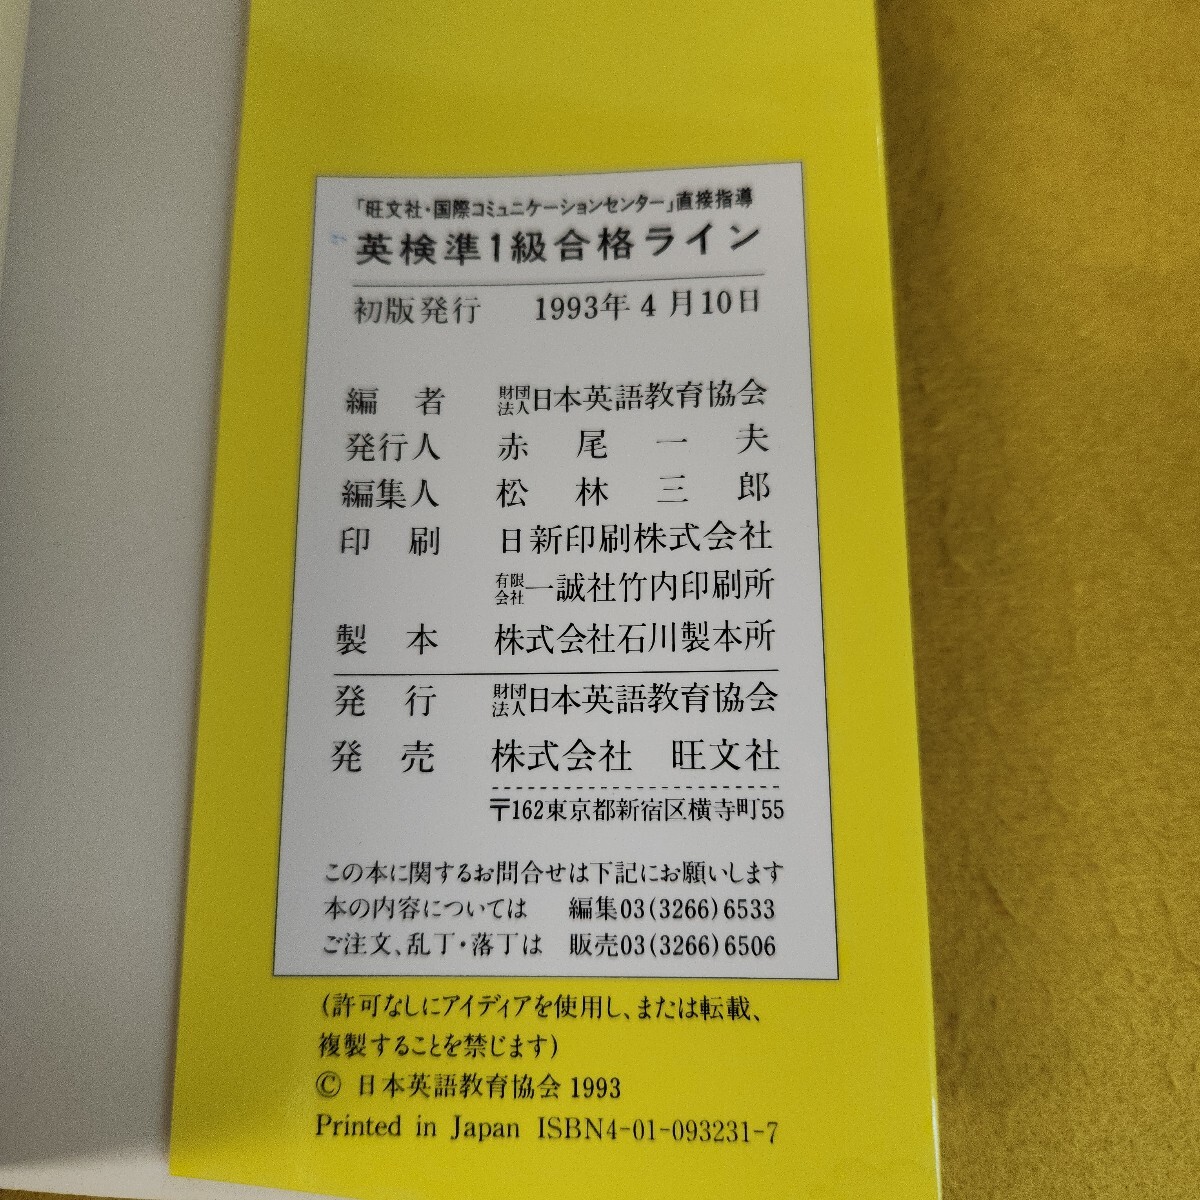 「旺文社・国際コミュニケーションセンター」直接指導
英検準1級合格ライン
初版発行 1993年4月10日
編者 財団法人日本英語教育協会
発行人 赤尾一夫
編集人 松林三郎
印刷 日新印刷株式会社
有限会社一誠社竹内印刷所
製本 株式会社石川製本所
発行 財団法人日本英語教育協会
発売 株式会社 旺文社
〒162東京都新宿区横寺町55
この本に関するお問合せは下記にお願いします
本の内容については 編集03(3266)6533
ご注文、乱丁・落丁は 販売03(3266)6506
(許可なしにアイディアを使用し、または転載、
複製することを禁じます)
© 日本英語教育協会 1993
Printed in Japan ISBN4-01-093231-7